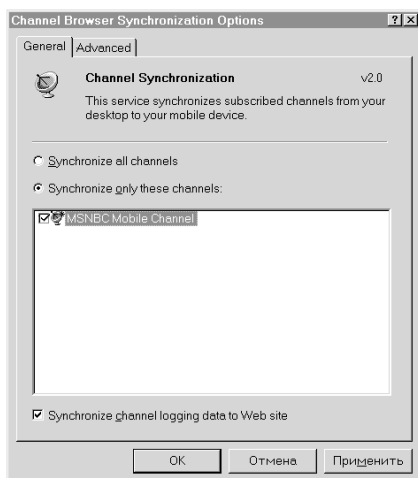 Channel Browser Synchronization Options
General Advanced
Channel Synchronization v2.0
This service synchronizes subscribed channels from your
desktop to your mobile device.
Synchronize all channels
Synchronize only these channels:
MSNBC Mobile Channel
Synchronize channel logging data to Web site
OK Отмена Применить